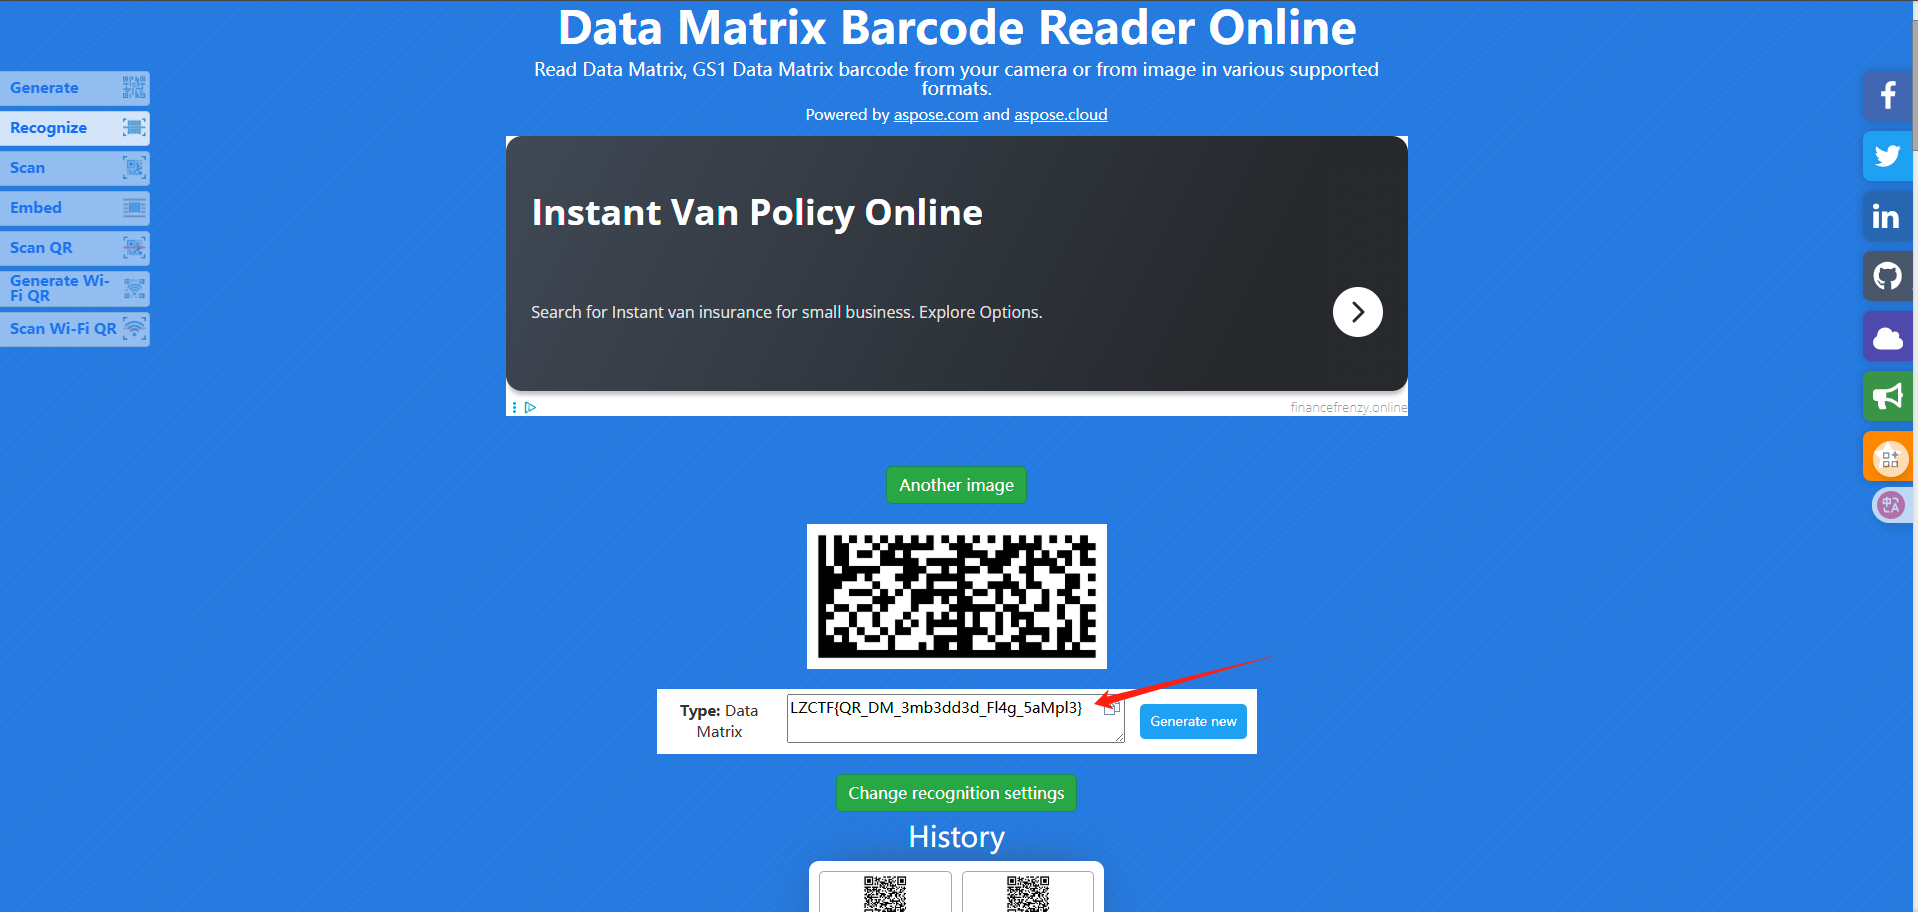 Data Matrix Barcode Reader Online
Read Data Matrix, GS1 Data Matrix barcode from your camera or from image in various supported
formats.
Powered by aspose.com and aspose.cloud
Generate
Recognize
Scan
Embed
Scan QR
Generate Wi-
Fi QR
Scan Wi-Fi QR
Instant Van Policy Online
Search for Instant van insurance for small business. Explore Options.
financefrenzy.online
Another image
Type: Data
Matrix
LZCTF{QR_DM_3mb3dd3d_Fl4g_5aMpl3}
Generate new
Change recognition settings
History